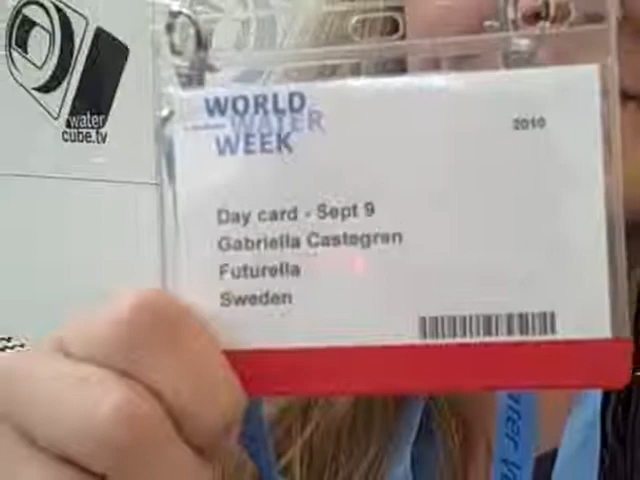 water
cube.tv
WORLD
WATER
WEEK
2010
Day card - Sept 9
Gabriella Castegren
Futurella
Sweden